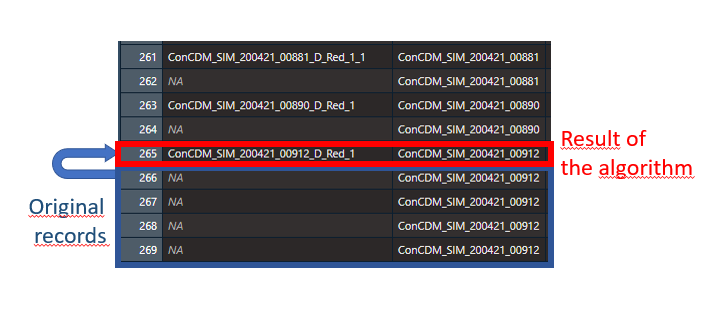 261 ConCDM_SIM_200421_00881_D_Red_1_1 ConCDM_SIM_200421_00881
262 NA ConCDM_SIM_200421_00881
263 ConCDM_SIM_200421_00890_D_Red_1 ConCDM_SIM_200421_00890
264 NA ConCDM_SIM_200421_00890
265 ConCDM_SIM_200421_00912_D_Red_1 ConCDM_SIM_200421_00912
266 NA ConCDM_SIM_200421_00912
267 NA ConCDM_SIM_200421_00912
268 NA ConCDM_SIM_200421_00912
269 NA ConCDM_SIM_200421_00912
Result of
the algorithm
Original
records